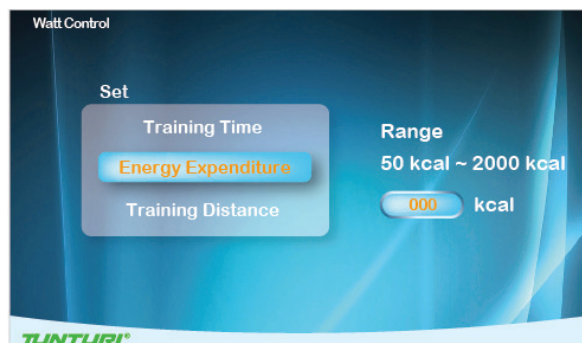 Watt Control
Set
Training Time
Energy Expenditure
Training Distance
Range
50 kcal ~ 2000 kcal
000 kcal
TUNTURI®